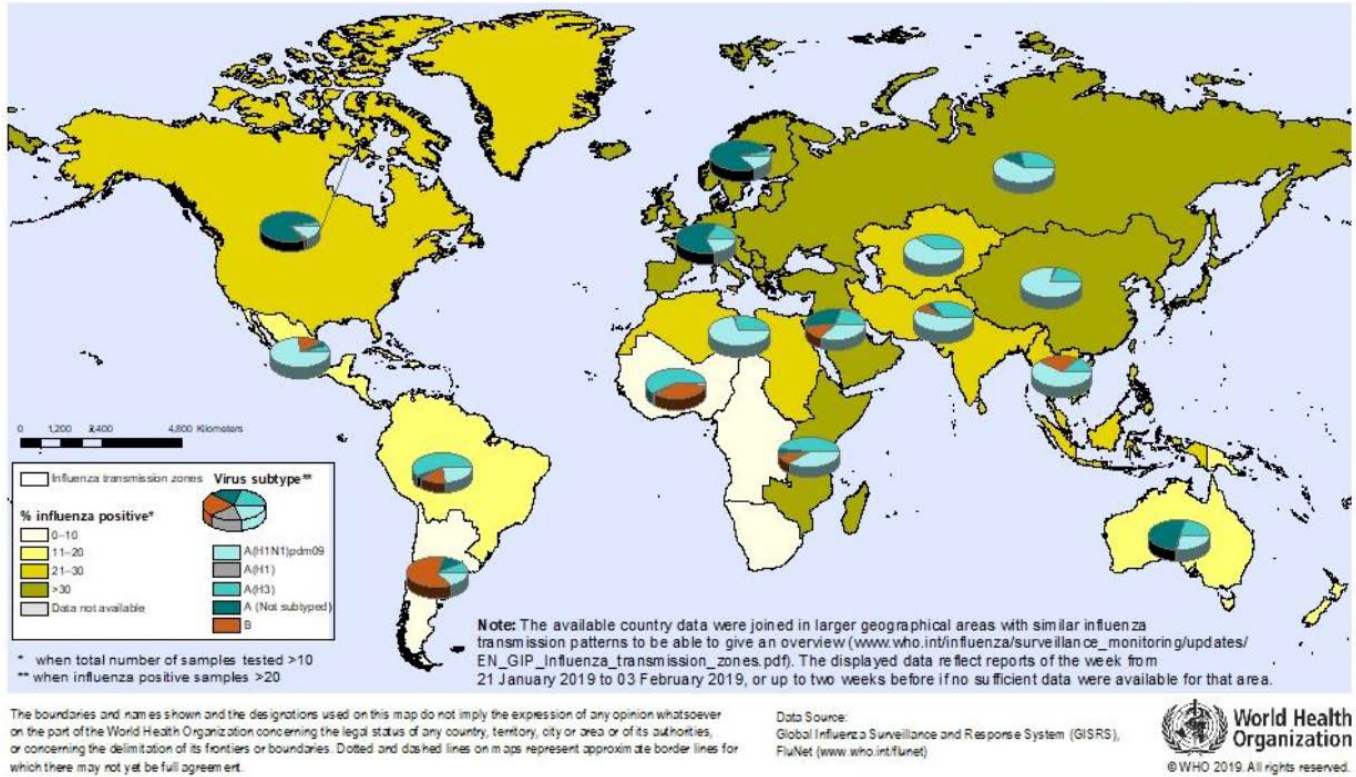 0 1,200 2,400 4,800 Kilometers
Influenza transmission zones
Virus subtype**
% influenza positive*
0–10
11–20
21–30
>30
Data not available
A(H1N1)pdm09
A(H1)
A(H3)
A (Not subtyped)
B
* when total number of samples tested >10
** when influenza positive samples >20
Note: The available country data were joined in larger geographical areas with similar influenza
transmission patterns to be able to give an overview (www.who.int/influenza/surveillance_monitoring/updates/
EN_GIP_Influenza_transmission_zones.pdf). The displayed data reflect reports of the week from
21 January 2019 to 03 February 2019, or up to two weeks before if no sufficient data were available for that area.
The boundaries and names shown and the designations used on this map do not imply the expression of any opinion whatsoever
on the part of the World Health Organization concerning the legal status of any country, territory, city or area or of its authorities,
or concerning the delimitation of its frontiers or boundaries. Dotted and dashed lines on maps represent approximate border lines for
which there may not yet be full agreement.
Data Source:
Global Influenza Surveillance and Response System (GISRS),
FluNet (www.who.int/flunet)
World Health
Organization
© WHO 2019. All rights reserved.